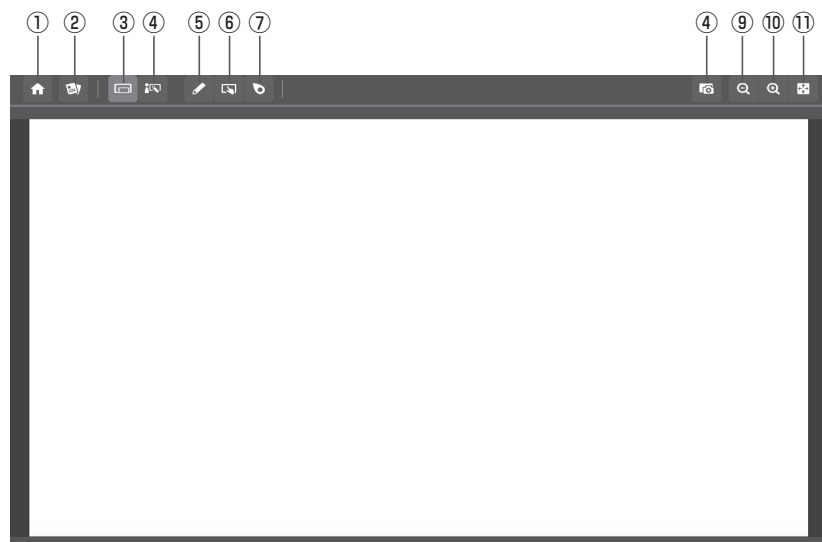 ① ② ③ ④ ⑤ ⑥ ⑦ ④ ⑨ ⑩ ⑪